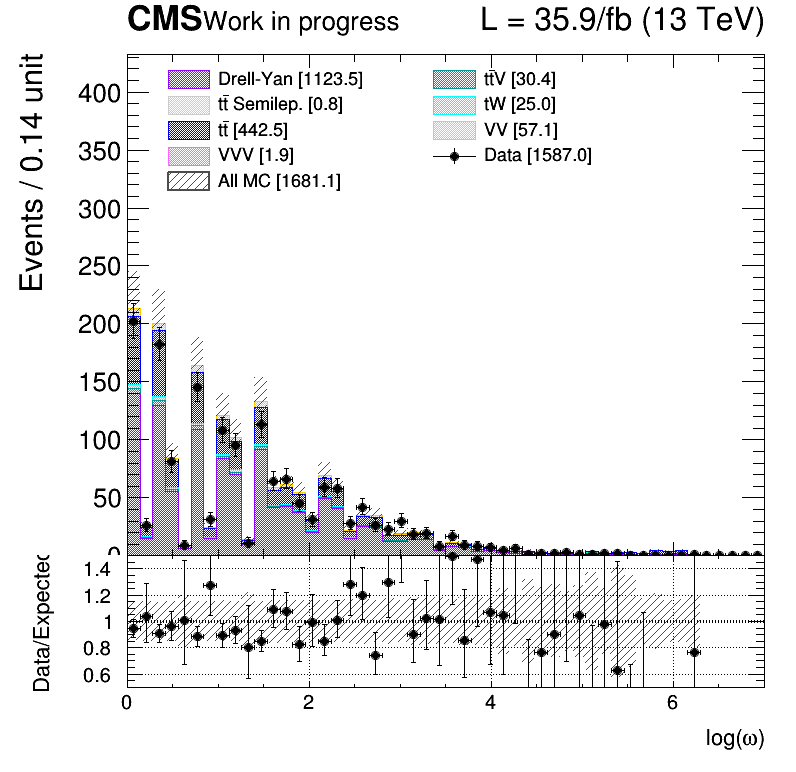 CMS Work in progress L = 35.9/fb (13 TeV)
Events / 0.14 unit
400
350
300
250
200
150
100
50
0
Drell-Yan [1123.5]
tt̄ Semilep. [0.8]
tt̄ [442.5]
VVV [1.9]
All MC [1681.1]
tt̄V [30.4]
tW [25.0]
VV [57.1]
Data [1587.0]
Data/Expected
1.4
1.2
1
0.8
0.6
0 2 4 6
log(ω)